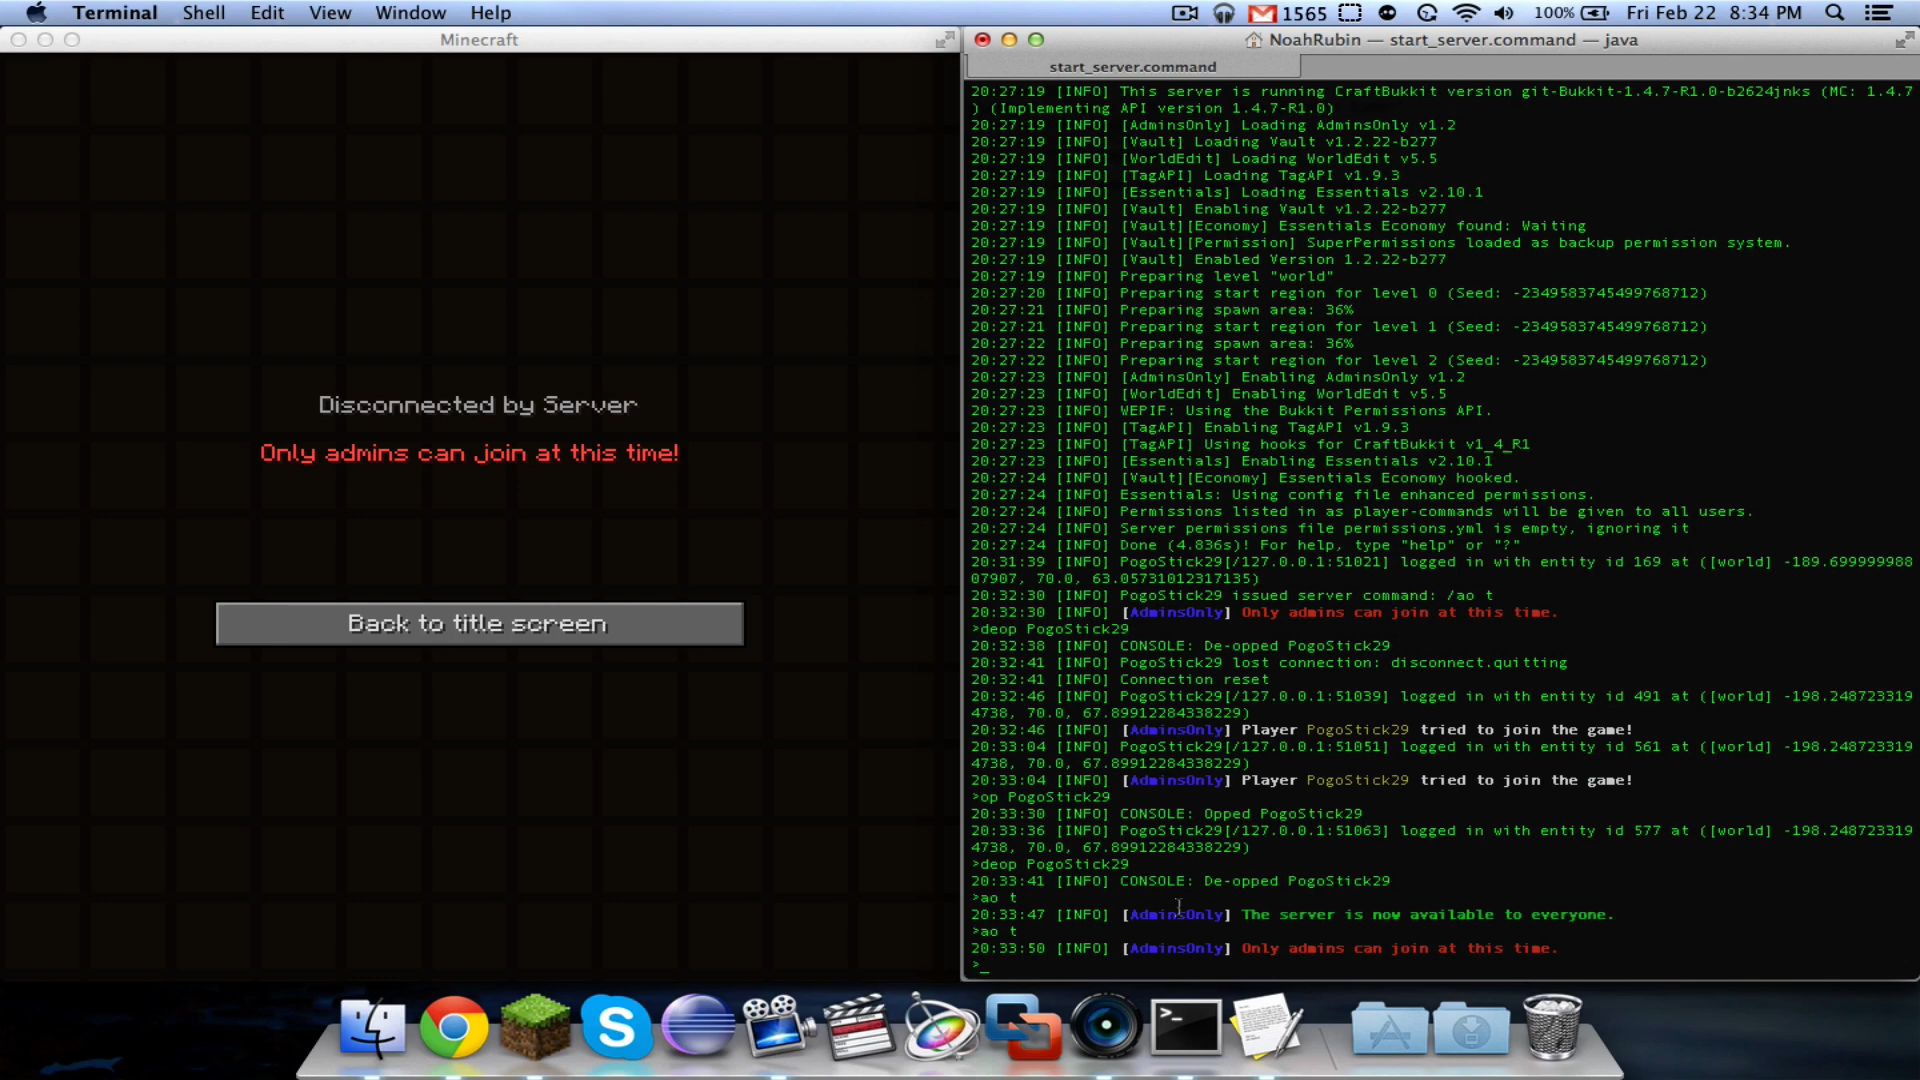 Terminal Shell Edit View Window Help
1565 100% Fri Feb 22 8:34 PM
Minecraft
NoahRubin — start_server.command — java
start_server.command
Disconnected by Server
Only admins can join at this time!
Back to title screen
20:27:19 [INFO] This server is running CraftBukkit version git-Bukkit-1.4.7-R1.0-b2624jnks (MC: 1.4.7
) (Implementing API version 1.4.7-R1.0)
20:27:19 [INFO] [AdminsOnly] Loading AdminsOnly v1.2
20:27:19 [INFO] [Vault] Loading Vault v1.2.22-b277
20:27:19 [INFO] [WorldEdit] Loading WorldEdit v5.5
20:27:19 [INFO] [TagAPI] Loading TagAPI v1.9.3
20:27:19 [INFO] [Essentials] Loading Essentials v2.10.1
20:27:19 [INFO] [Vault] Enabling Vault v1.2.22-b277
20:27:19 [INFO] [Vault][Economy] Essentials Economy found: Waiting
20:27:19 [INFO] [Vault][Permission] SuperPermissions loaded as backup permission system.
20:27:19 [INFO] [Vault] Enabled Version 1.2.22-b277
20:27:19 [INFO] Preparing level "world"
20:27:20 [INFO] Preparing start region for level 0 (Seed: -2349583745499768712)
20:27:21 [INFO] Preparing spawn area: 36%
20:27:21 [INFO] Preparing start region for level 1 (Seed: -2349583745499768712)
20:27:22 [INFO] Preparing spawn area: 36%
20:27:22 [INFO] Preparing start region for level 2 (Seed: -2349583745499768712)
20:27:23 [INFO] [AdminsOnly] Enabling AdminsOnly v1.2
20:27:23 [INFO] [WorldEdit] Enabling WorldEdit v5.5
20:27:23 [INFO] WEPIF: Using the Bukkit Permissions API.
20:27:23 [INFO] [TagAPI] Enabling TagAPI v1.9.3
20:27:23 [INFO] [TagAPI] Using hooks for CraftBukkit v1_4_R1
20:27:23 [INFO] [Essentials] Enabling Essentials v2.10.1
20:27:24 [INFO] [Vault][Economy] Essentials Economy hooked.
20:27:24 [INFO] Essentials: Using config file enhanced permissions.
20:27:24 [INFO] Permissions listed in as player-commands will be given to all users.
20:27:24 [INFO] Server permissions file permissions.yml is empty, ignoring it
20:27:24 [INFO] Done (4.836s)! For help, type "help" or "?"
20:31:39 [INFO] PogoStick29[/127.0.0.1:51021] logged in with entity id 169 at ([world] -189.699999988
07907, 70.0, 63.05731012317135)
20:32:30 [INFO] PogoStick29 issued server command: /ao t
20:32:30 [INFO] [AdminsOnly] Only admins can join at this time.
>deop PogoStick29
20:32:38 [INFO] CONSOLE: De-opped PogoStick29
20:32:41 [INFO] PogoStick29 lost connection: disconnect.quitting
20:32:41 [INFO] Connection reset
20:32:46 [INFO] PogoStick29[/127.0.0.1:51039] logged in with entity id 491 at ([world] -198.248723319
4738, 70.0, 67.89912284338229)
20:32:46 [INFO] [AdminsOnly] Player PogoStick29 tried to join the game!
20:33:04 [INFO] PogoStick29[/127.0.0.1:51051] logged in with entity id 561 at ([world] -198.248723319
4738, 70.0, 67.89912284338229)
20:33:04 [INFO] [AdminsOnly] Player PogoStick29 tried to join the game!
>op PogoStick29
20:33:30 [INFO] CONSOLE: Opped PogoStick29
20:33:36 [INFO] PogoStick29[/127.0.0.1:51063] logged in with entity id 577 at ([world] -198.248723319
4738, 70.0, 67.89912284338229)
>deop PogoStick29
20:33:41 [INFO] CONSOLE: De-opped PogoStick29
>ao t
20:33:47 [INFO] [AdminsOnly] The server is now available to everyone.
>ao t
20:33:50 [INFO] [AdminsOnly] Only admins can join at this time.
>_